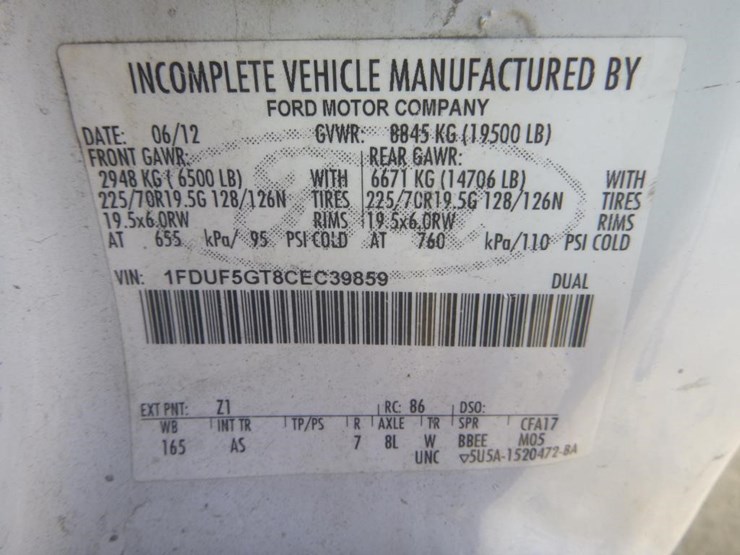 INCOMPLETE VEHICLE MANUFACTURED BY
FORD MOTOR COMPANY
DATE: 06/12 GVWR: 8845 KG (19500 LB)
FRONT GAWR: REAR GAWR:
2948 KG ( 6500 LB) WITH 6671 KG (14706 LB) WITH
225/70R19.5G 128/126N TIRES 225/70R19.5G 128/126N TIRES
19.5x6.0RW RIMS 19.5x6.0RW RIMS
AT 655 kPa/ 95 PSI COLD AT 760 kPa/110 PSI COLD
VIN: 1FDUF5GT8CEC39859 DUAL
EXT PNT: Z1 RC: 86 DSO:
WB INT TR TP/PS R AXLE TR SPR CFA17
165 AS 7 8L W BBEE M05
UNC ▽5U5A-1520472-BA